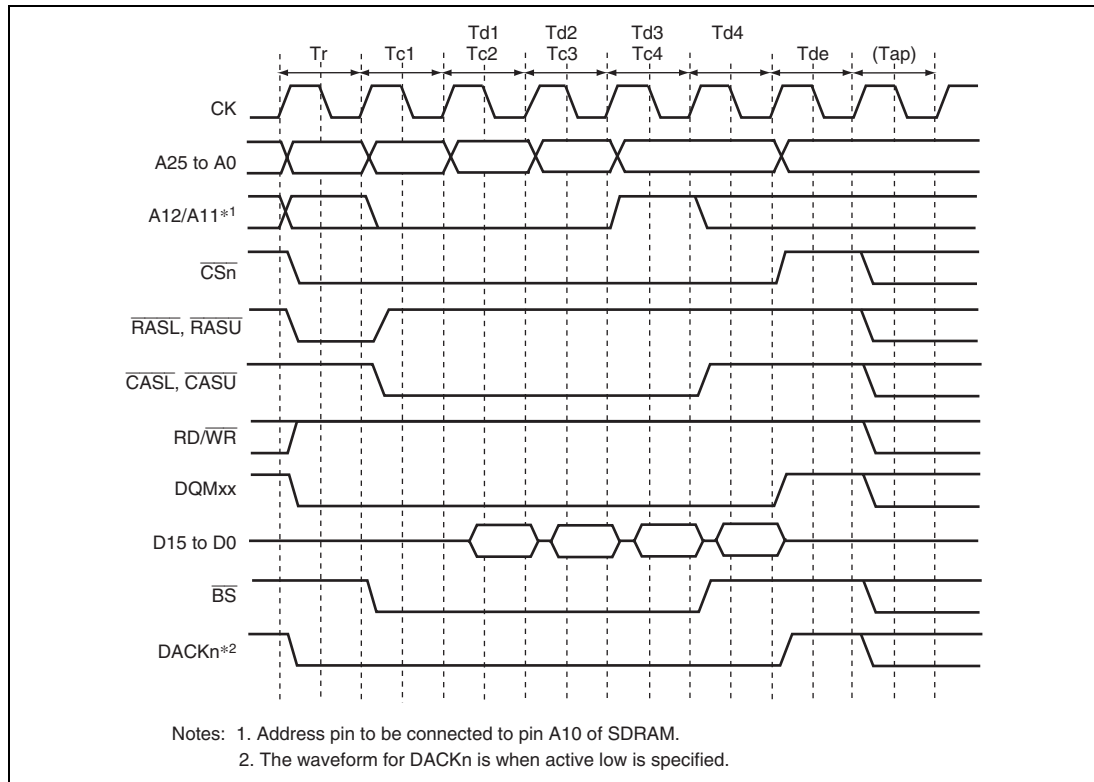 Td1 Td2 Td3 Td4
Tr Tc1 Tc2 Tc3 Tc4 Tde (Tap)
CK
A25 to A0
A12/A11*1
CSn
RASL, RASU
CASL, CASU
RD/WR
DQMxx
D15 to D0
BS
DACKn*2
Notes: 1. Address pin to be connected to pin A10 of SDRAM.
2. The waveform for DACKn is when active low is specified.